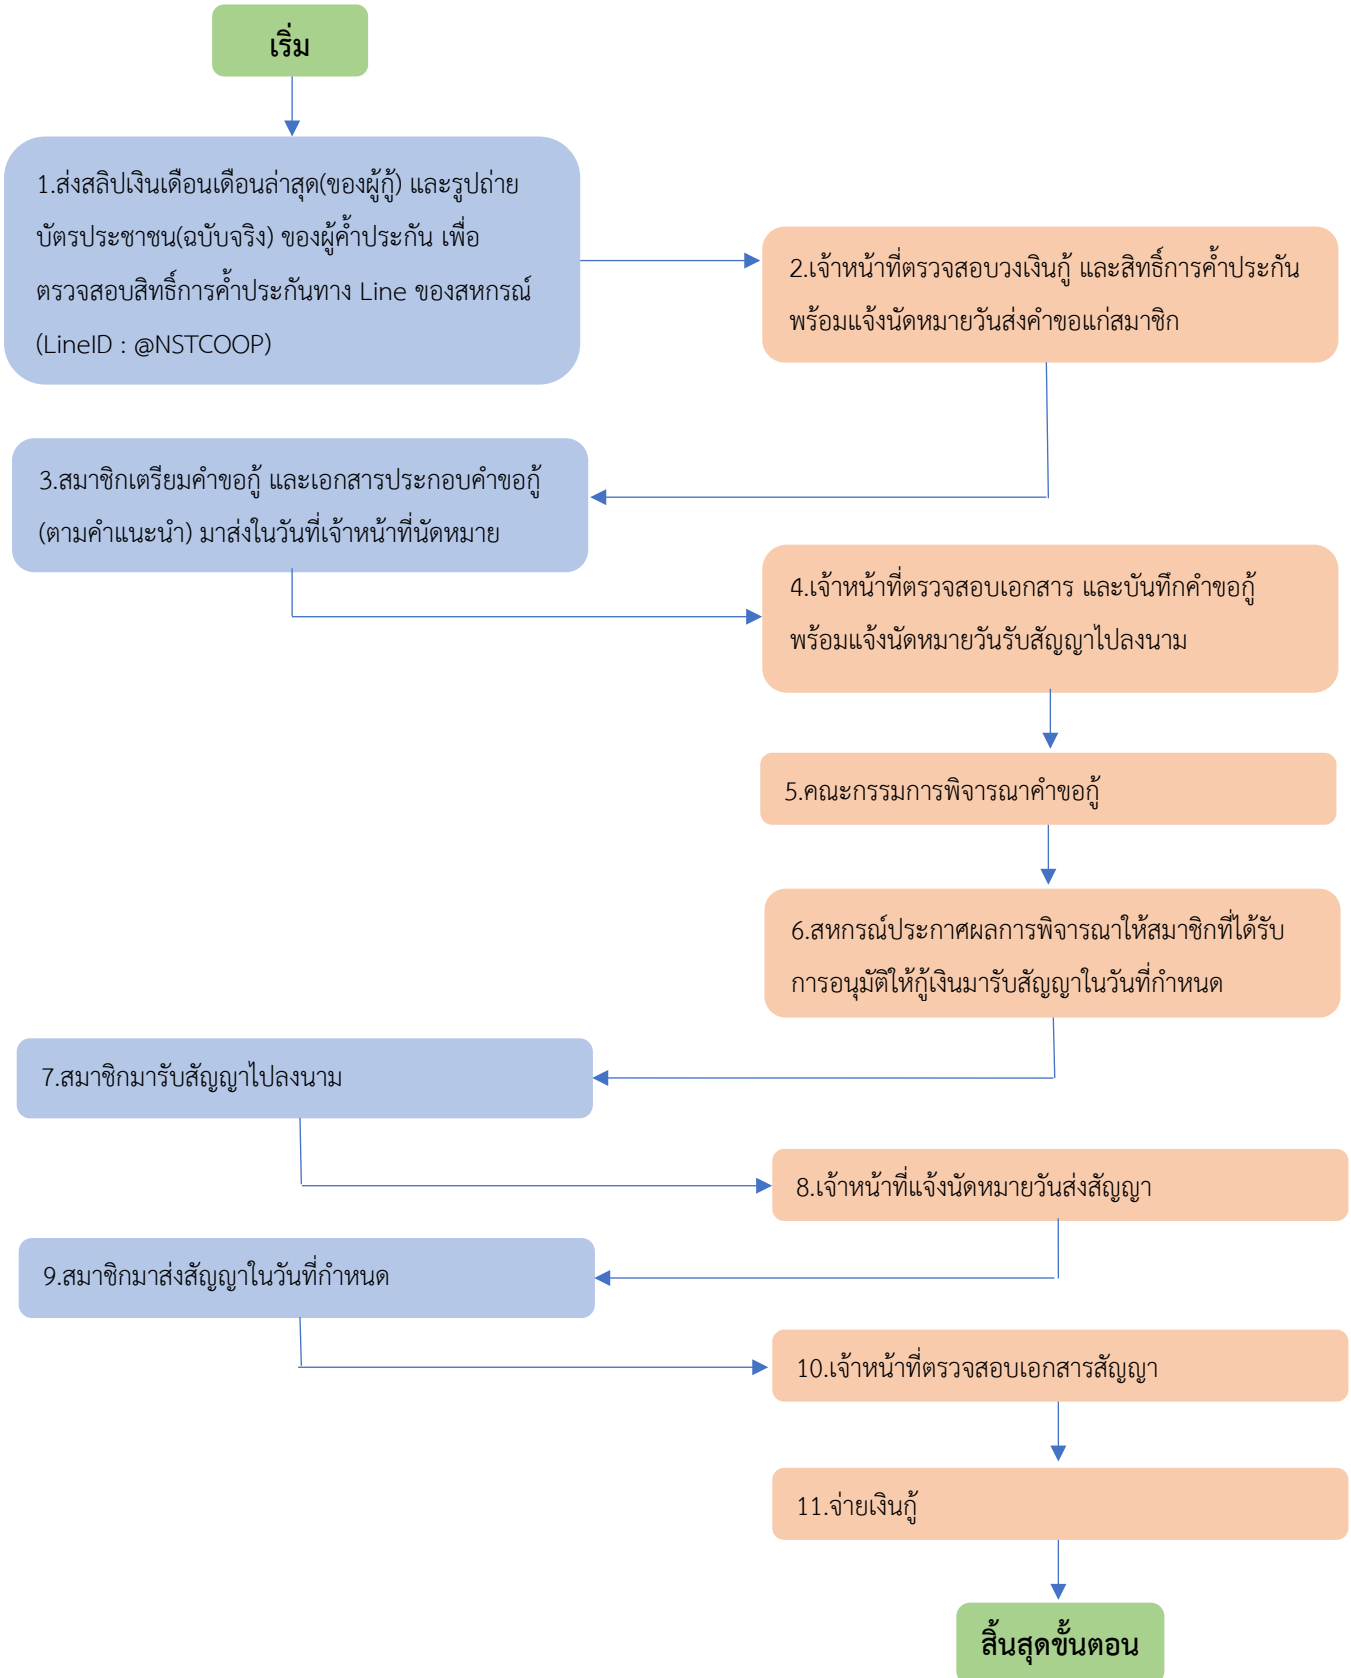 เริ่ม
1.ส่งสลิปเงินเดือนเดือนล่าสุด(ของผู้กู้) และรูปถ่าย
บัตรประชาชน(ฉบับจริง) ของผู้ค้ำประกัน เพื่อ
ตรวจสอบสิทธิ์การค้ำประกันทาง Line ของสหกรณ์
(LineID : @NSTCOOP)
2.เจ้าหน้าที่ตรวจสอบวงเงินกู้ และสิทธิ์การค้ำประกัน
พร้อมแจ้งนัดหมายวันส่งคำขอแก่สมาชิก
3.สมาชิกเตรียมคำขอกู้ และเอกสารประกอบคำขอกู้
(ตามคำแนะนำ) มาส่งในวันที่เจ้าหน้าที่นัดหมาย
4.เจ้าหน้าที่ตรวจสอบเอกสาร และบันทึกคำขอกู้
พร้อมแจ้งนัดหมายวันรับสัญญาไปลงนาม
5.คณะกรรมการพิจารณาคำขอกู้
6.สหกรณ์ประกาศผลการพิจารณาให้สมาชิกที่ได้รับ
การอนุมัติให้กู้เงินมารับสัญญาในวันที่กำหนด
7.สมาชิกมารับสัญญาไปลงนาม
8.เจ้าหน้าที่แจ้งนัดหมายวันส่งสัญญา
9.สมาชิกมาส่งสัญญาในวันที่กำหนด
10.เจ้าหน้าที่ตรวจสอบเอกสารสัญญา
11.จ่ายเงินกู้
สิ้นสุดขั้นตอน